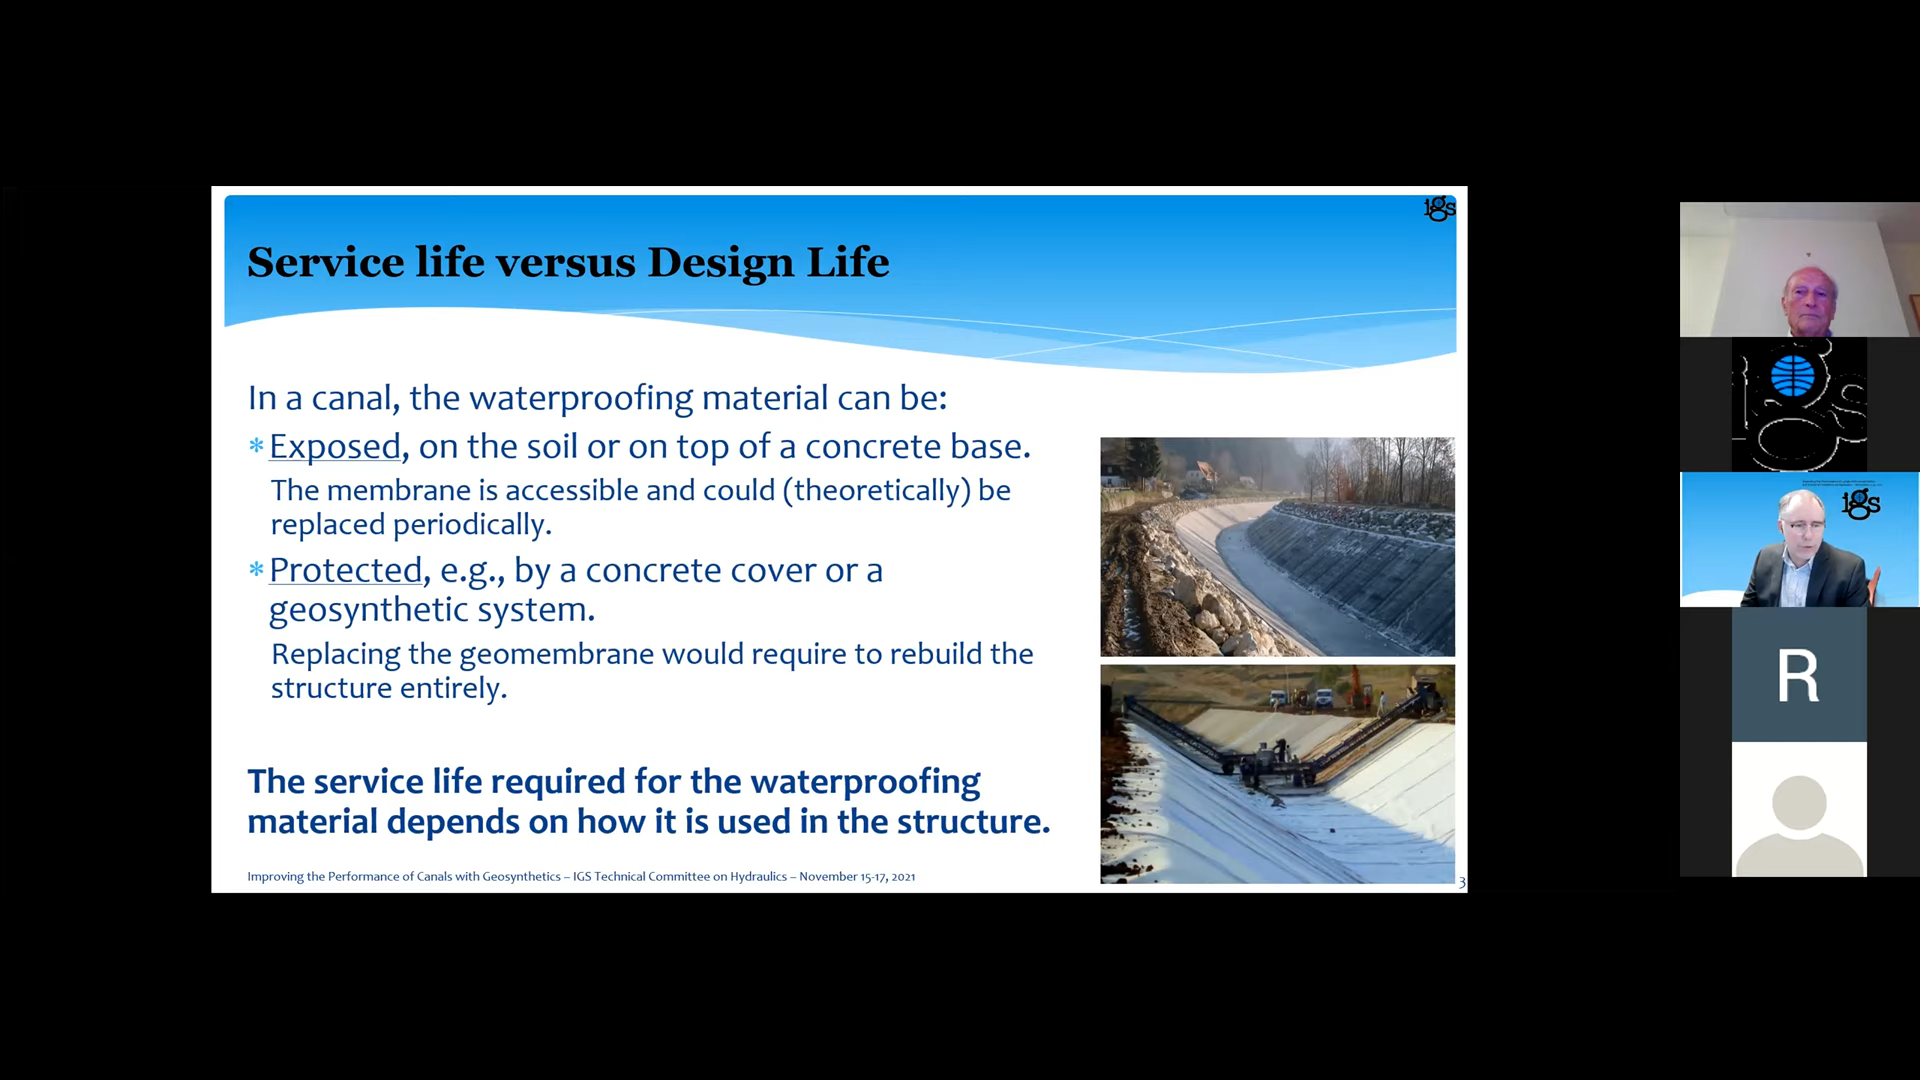 igs
Service life versus Design Life
In a canal, the waterproofing material can be:
* Exposed, on the soil or on top of a concrete base.
The membrane is accessible and could (theoretically) be
replaced periodically.
* Protected, e.g., by a concrete cover or a
geosynthetic system.
Replacing the geomembrane would require to rebuild the
structure entirely.
The service life required for the waterproofing
material depends on how it is used in the structure.
Improving the Performance of Canals with Geosynthetics – IGS Technical Committee on Hydraulics – November 15-17, 2021
3
igs
igs
R